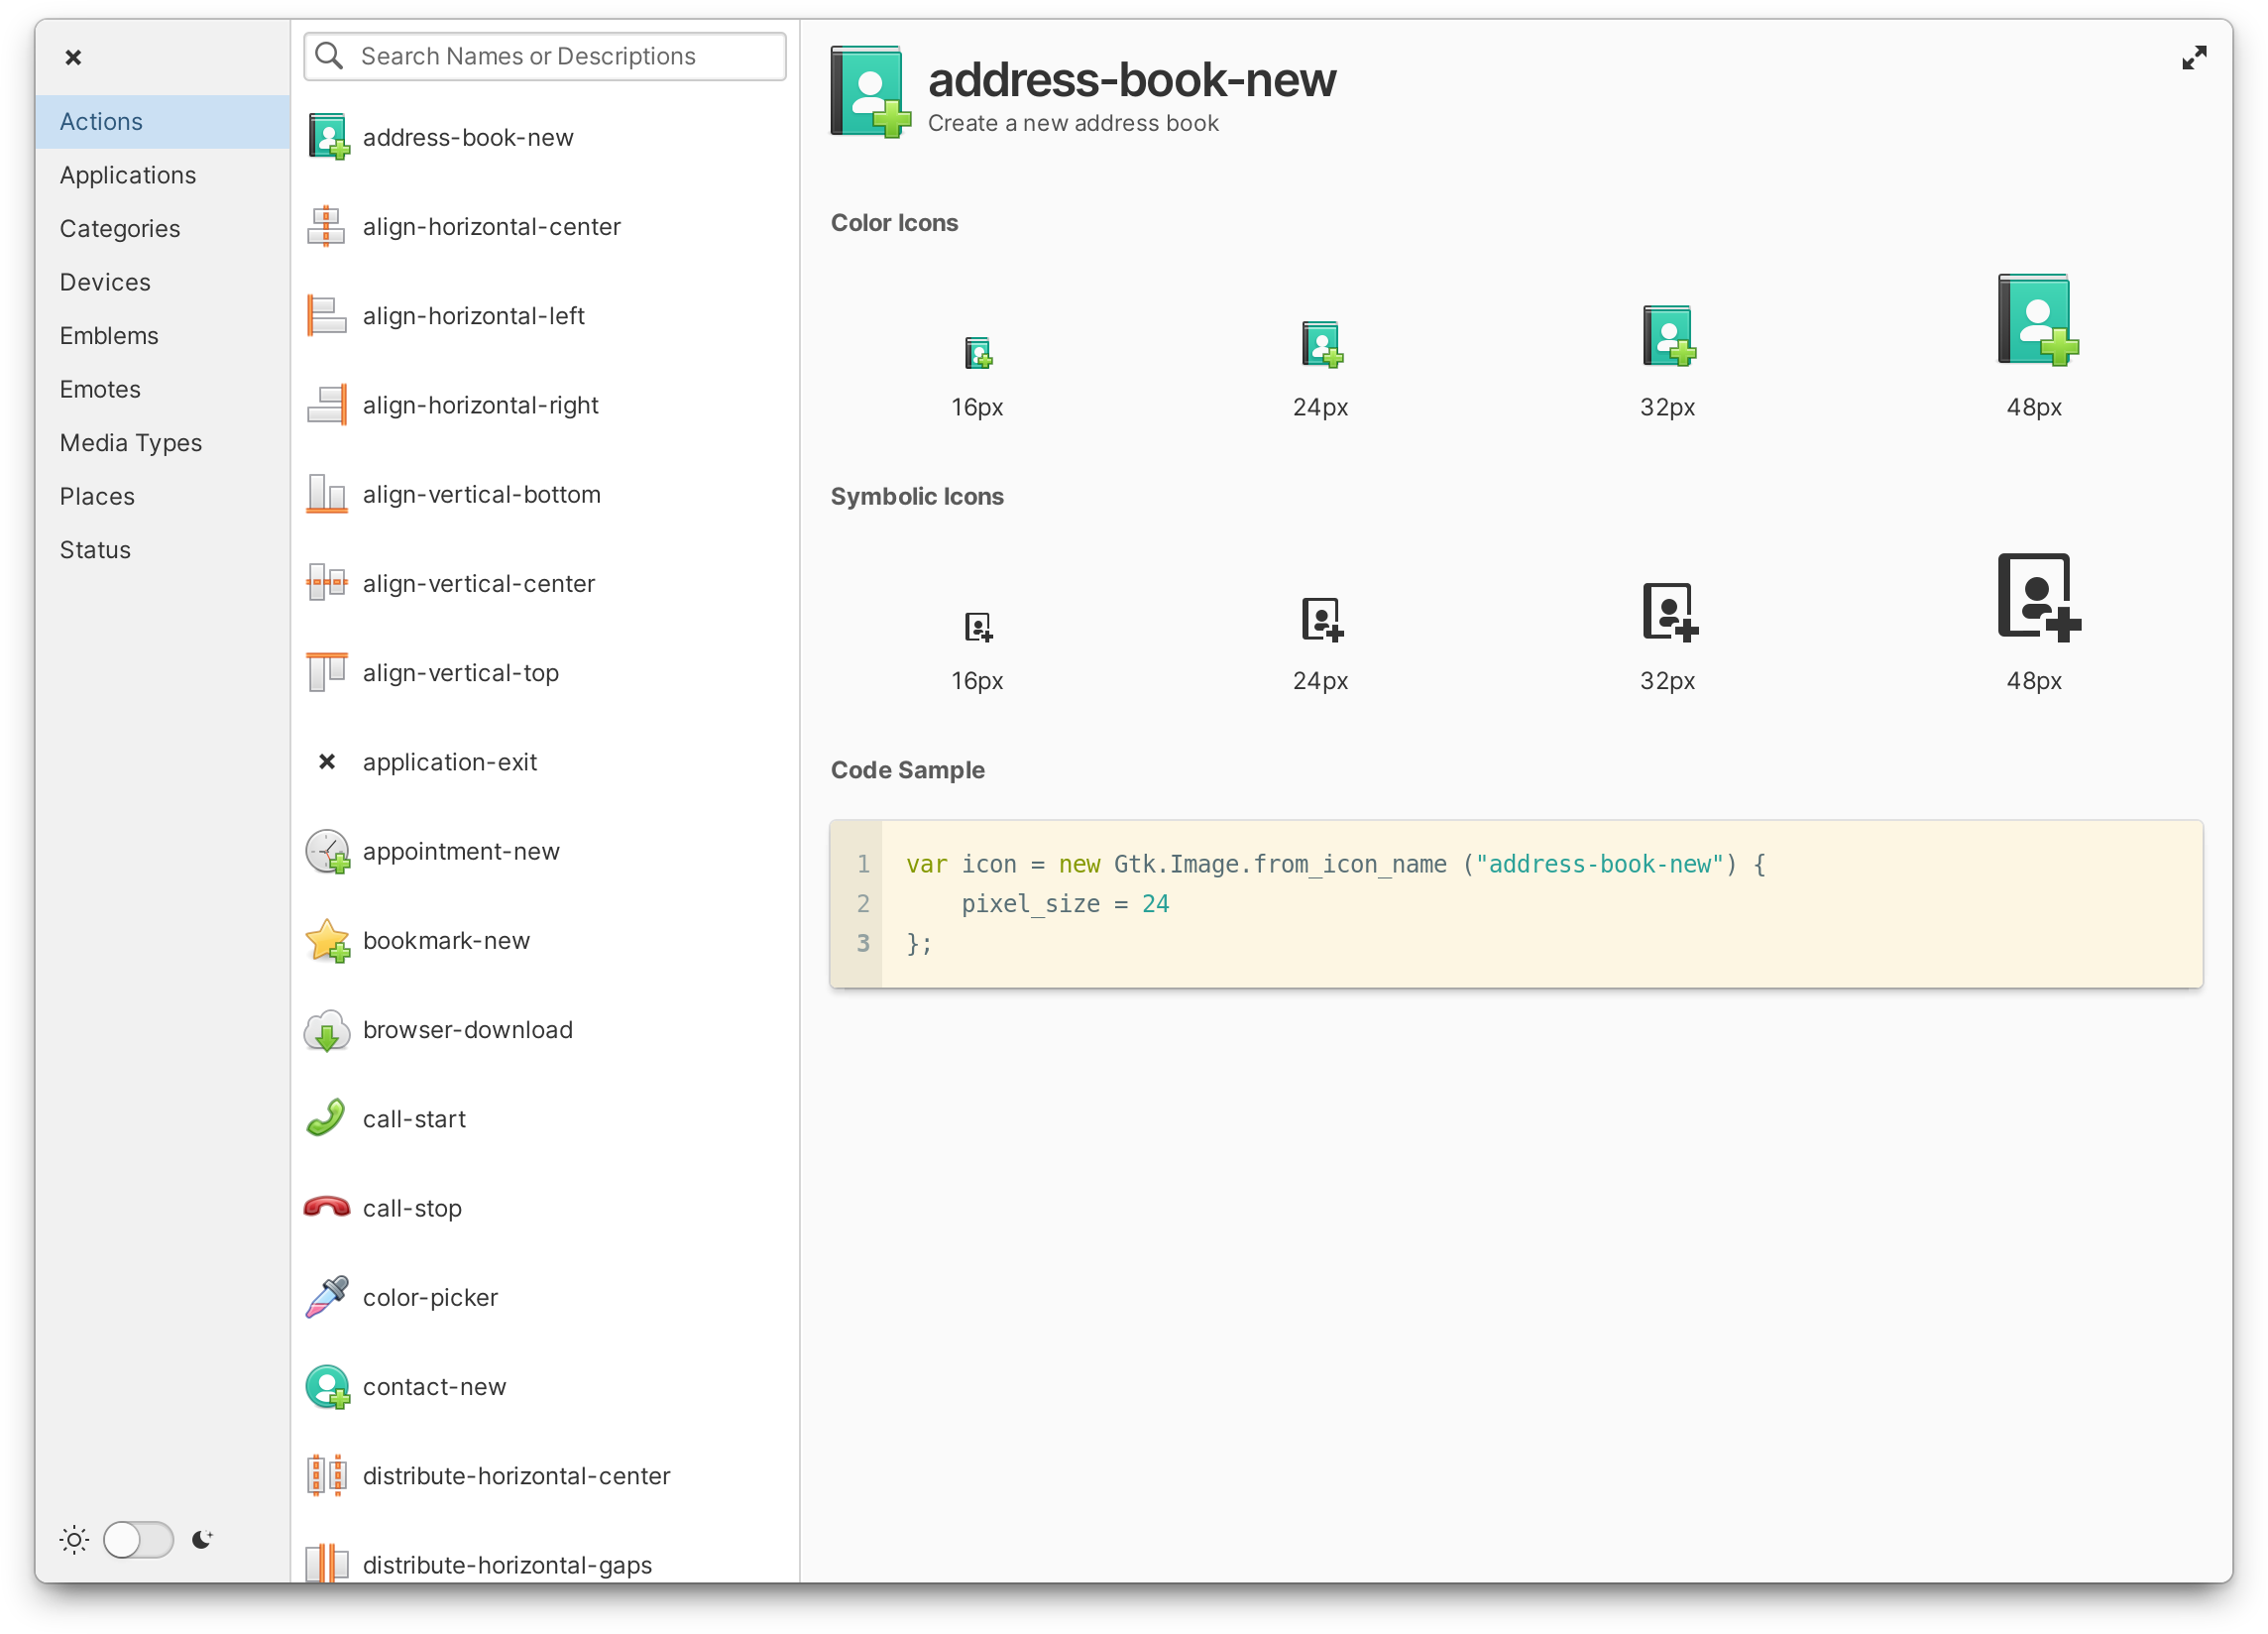 Actions
Applications
Categories
Devices
Emblems
Emotes
Media Types
Places
Status
Search Names or Descriptions
address-book-new
align-horizontal-center
align-horizontal-left
align-horizontal-right
align-vertical-bottom
align-vertical-center
align-vertical-top
application-exit
appointment-new
bookmark-new
browser-download
call-start
call-stop
color-picker
contact-new
distribute-horizontal-center
distribute-horizontal-gaps
address-book-new
Create a new address book
Color Icons
16px 24px 32px 48px
Symbolic Icons
16px 24px 32px 48px
Code Sample
1 var icon = new Gtk.Image.from_icon_name ("address-book-new") {
2     pixel_size = 24
3 };